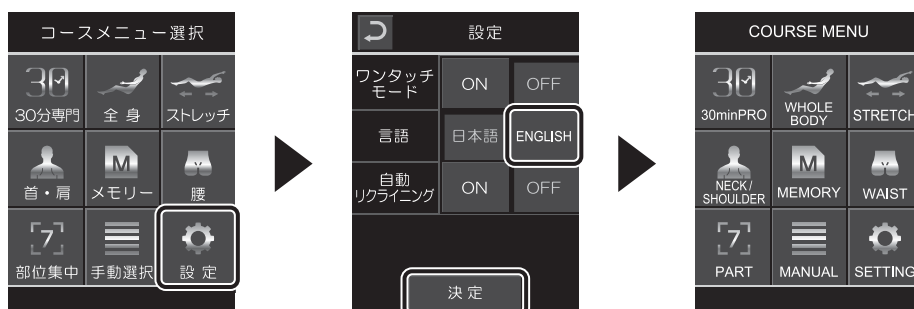 コースメニュー選択
30
30分専門
全身
ストレッチ
首・肩
M
メモリー
腰
7
部位集中
手動選択
設定
設定
ワンタッチ
モード
ON
OFF
言語
日本語
ENGLISH
自動
リクライニング
ON
OFF
決定
COURSE MENU
30
30minPRO
WHOLE
BODY
STRETCH
NECK/
SHOULDER
M
MEMORY
WAIST
7
PART
MANUAL
SETTING